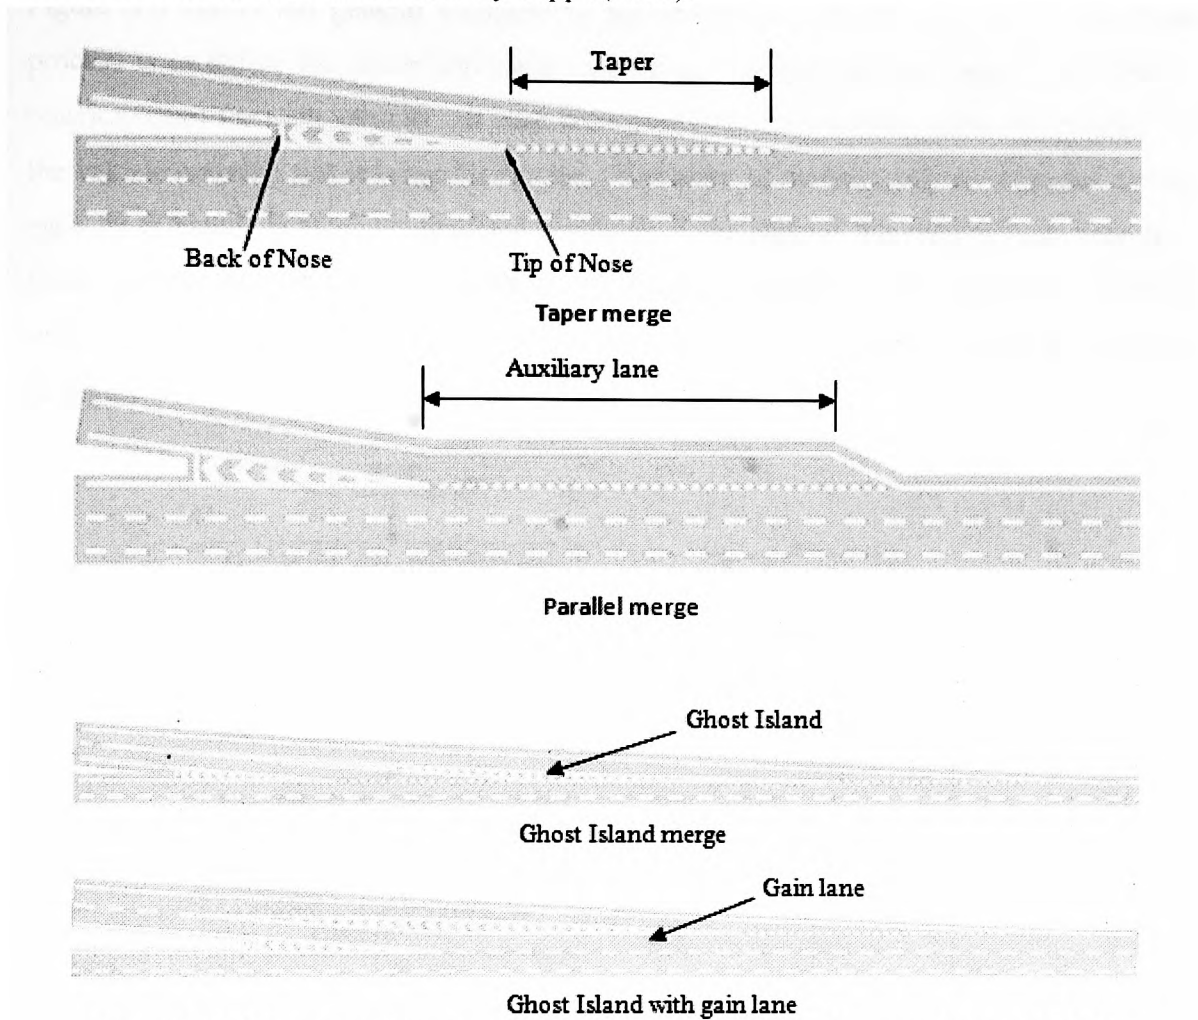 Taper
Back of Nose
Tip of Nose
Taper merge
Auxiliary lane
Parallel merge
Ghost Island
Ghost Island merge
Gain lane
Ghost Island with gain lane